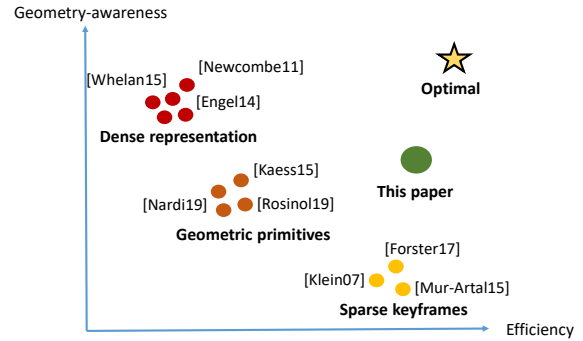 Geometry-awareness
[Newcombe11]
[Whelan15]
Optimal
[Engel14]
Dense representation
[Kaess15]
This paper
[Nardi19]
[Rosinol19]
Geometric primitives
[Forster17]
[Klein07]
[Mur-Artal15]
Sparse keyframes
Efficiency